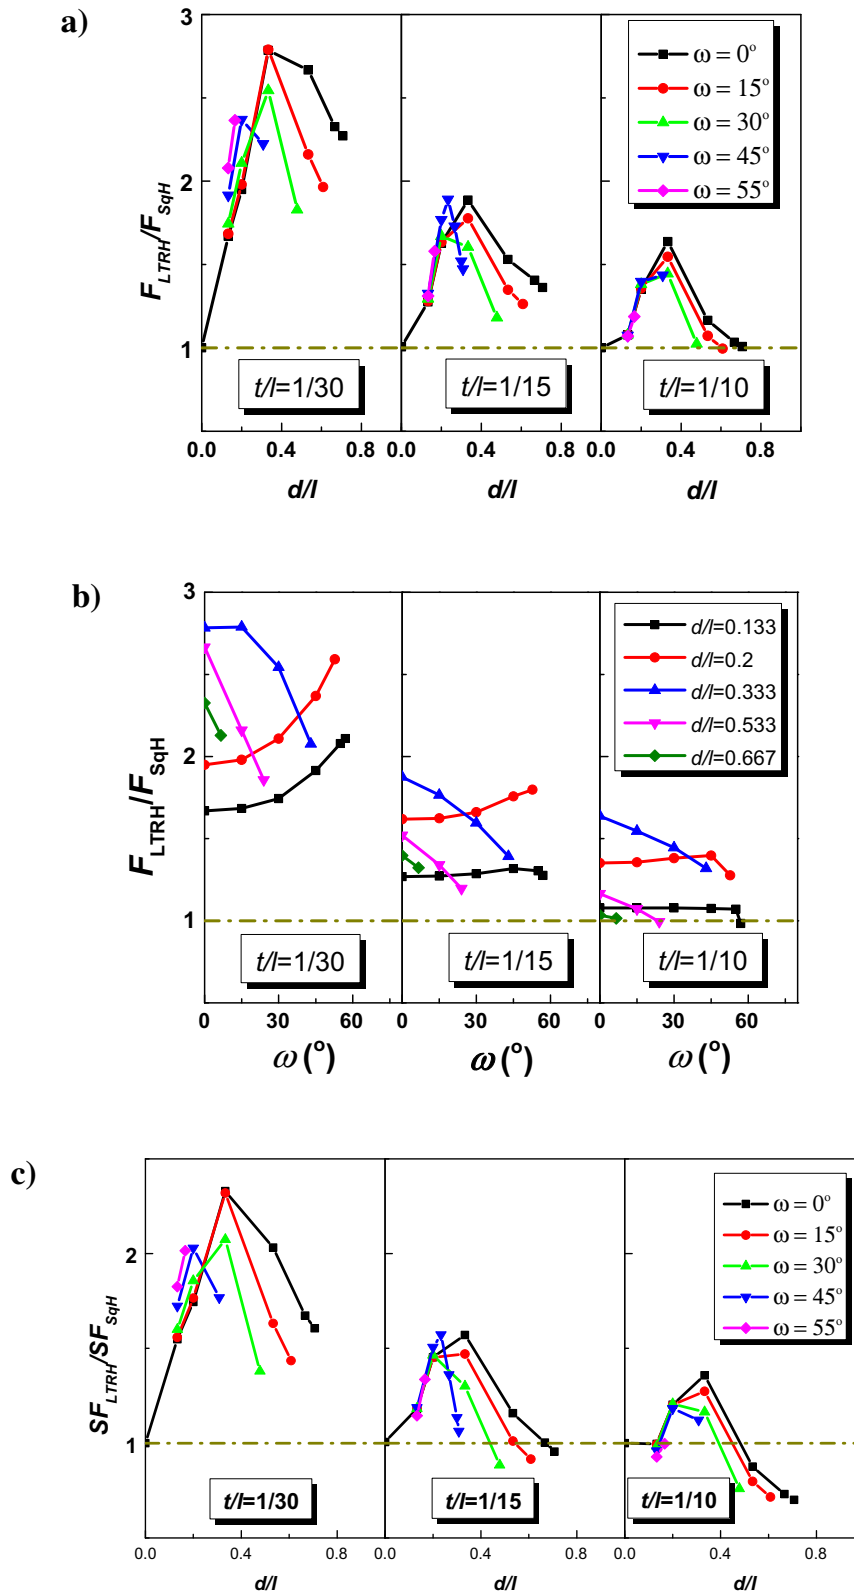 a)
F_LTRH/F_SqH
3
2
1
ω = 0°
ω = 15°
ω = 30°
ω = 45°
ω = 55°
t/l=1/30 t/l=1/15 t/l=1/10
0.0 0.4 0.8 0.0 0.4 0.8 0.0 0.4 0.8
d/l d/l d/l
b)
F_LTRH/F_SqH
3
2
1
d/l=0.133
d/l=0.2
d/l=0.333
d/l=0.533
d/l=0.667
t/l=1/30 t/l=1/15 t/l=1/10
0 30 60 0 30 60 0 30 60
ω (°) ω (°) ω (°)
c)
SF_LTRH/SF_SqH
2
1
ω = 0°
ω = 15°
ω = 30°
ω = 45°
ω = 55°
t/l=1/30 t/l=1/15 t/l=1/10
0.0 0.4 0.8 0.0 0.4 0.8 0.0 0.4 0.8
d/l d/l d/l